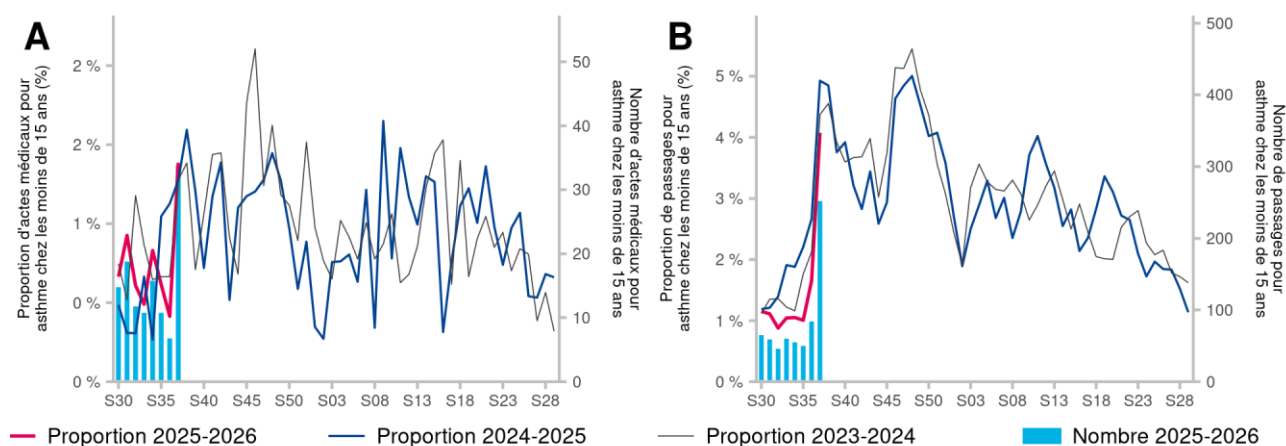 A
Proportion d'actes médicaux pour
asthme chez les moins de 15 ans (%)
2 %
2 %
1 %
0 %
0 %
50
40
30
20
10
0
Nombre d'actes médicaux pour
asthme chez les moins de 15 ans
S30 S35 S40 S45 S50 S03 S08 S13 S18 S23 S28
B
Proportion de passages pour
asthme chez les moins de 15 ans (%)
5 %
4 %
3 %
2 %
1 %
0 %
500
400
300
200
100
0
Nombre de passages pour
asthme chez les moins de 15 ans
S30 S35 S40 S45 S50 S03 S08 S13 S18 S23 S28
Proportion 2025-2026 Proportion 2024-2025 Proportion 2023-2024 Nombre 2025-2026